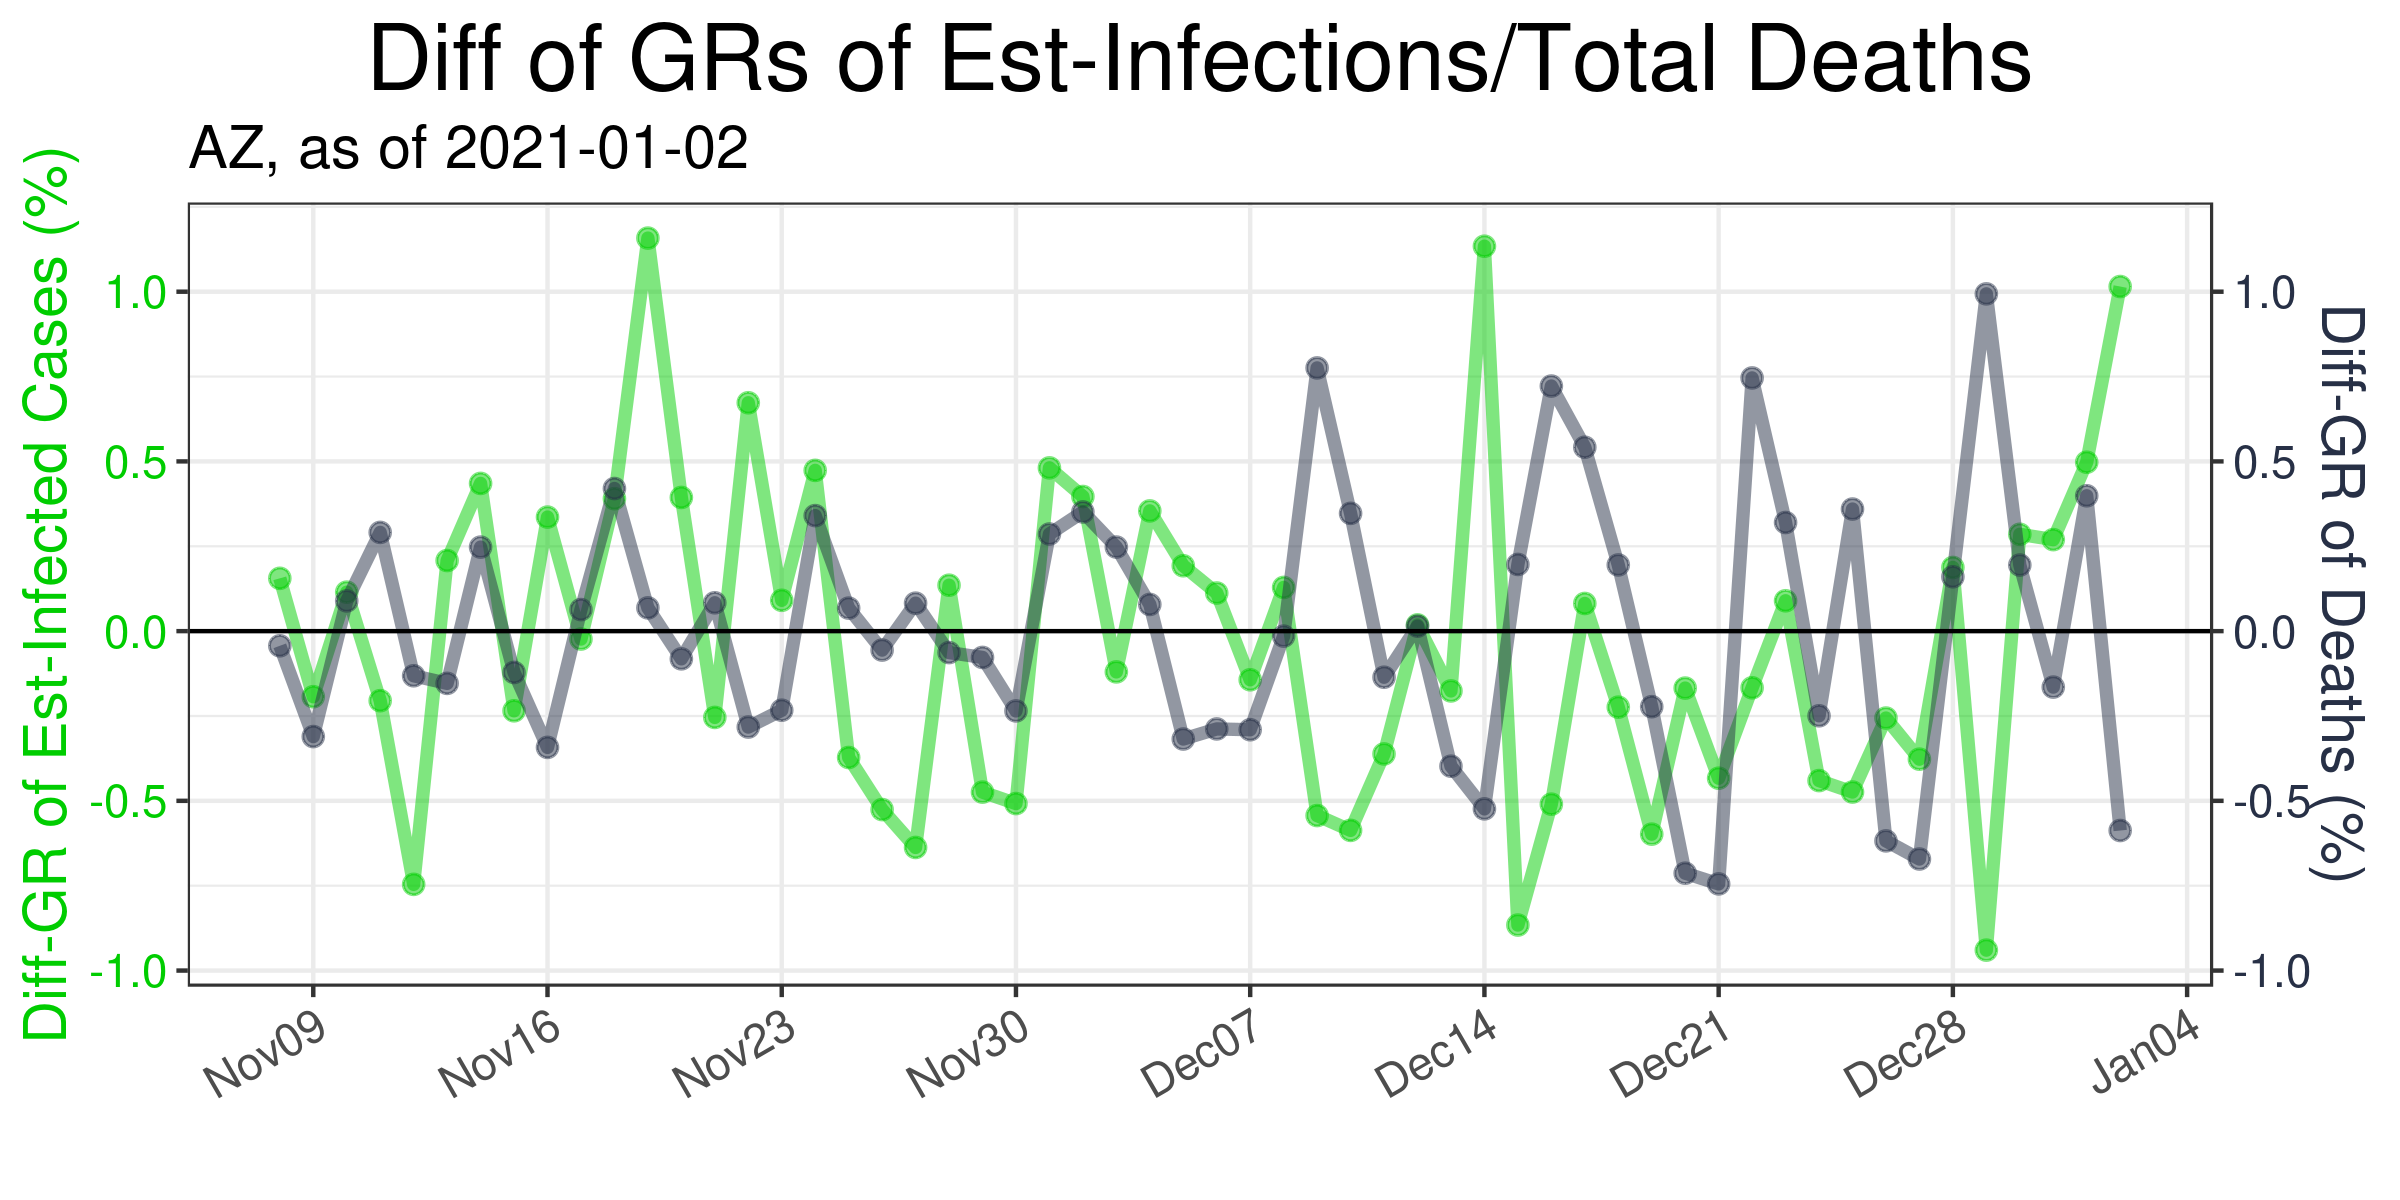 Diff of GRs of Est-Infections/Total Deaths
AZ, as of 2021-01-02
Diff-GR of Est-Infected Cases (%)
1.0
0.5
0.0
-0.5
-1.0
1.0
0.5
0.0
-0.5
-1.0
Diff-GR of Deaths (%)
Nov09 Nov16 Nov23 Nov30 Dec07 Dec14 Dec21 Dec28 Jan04